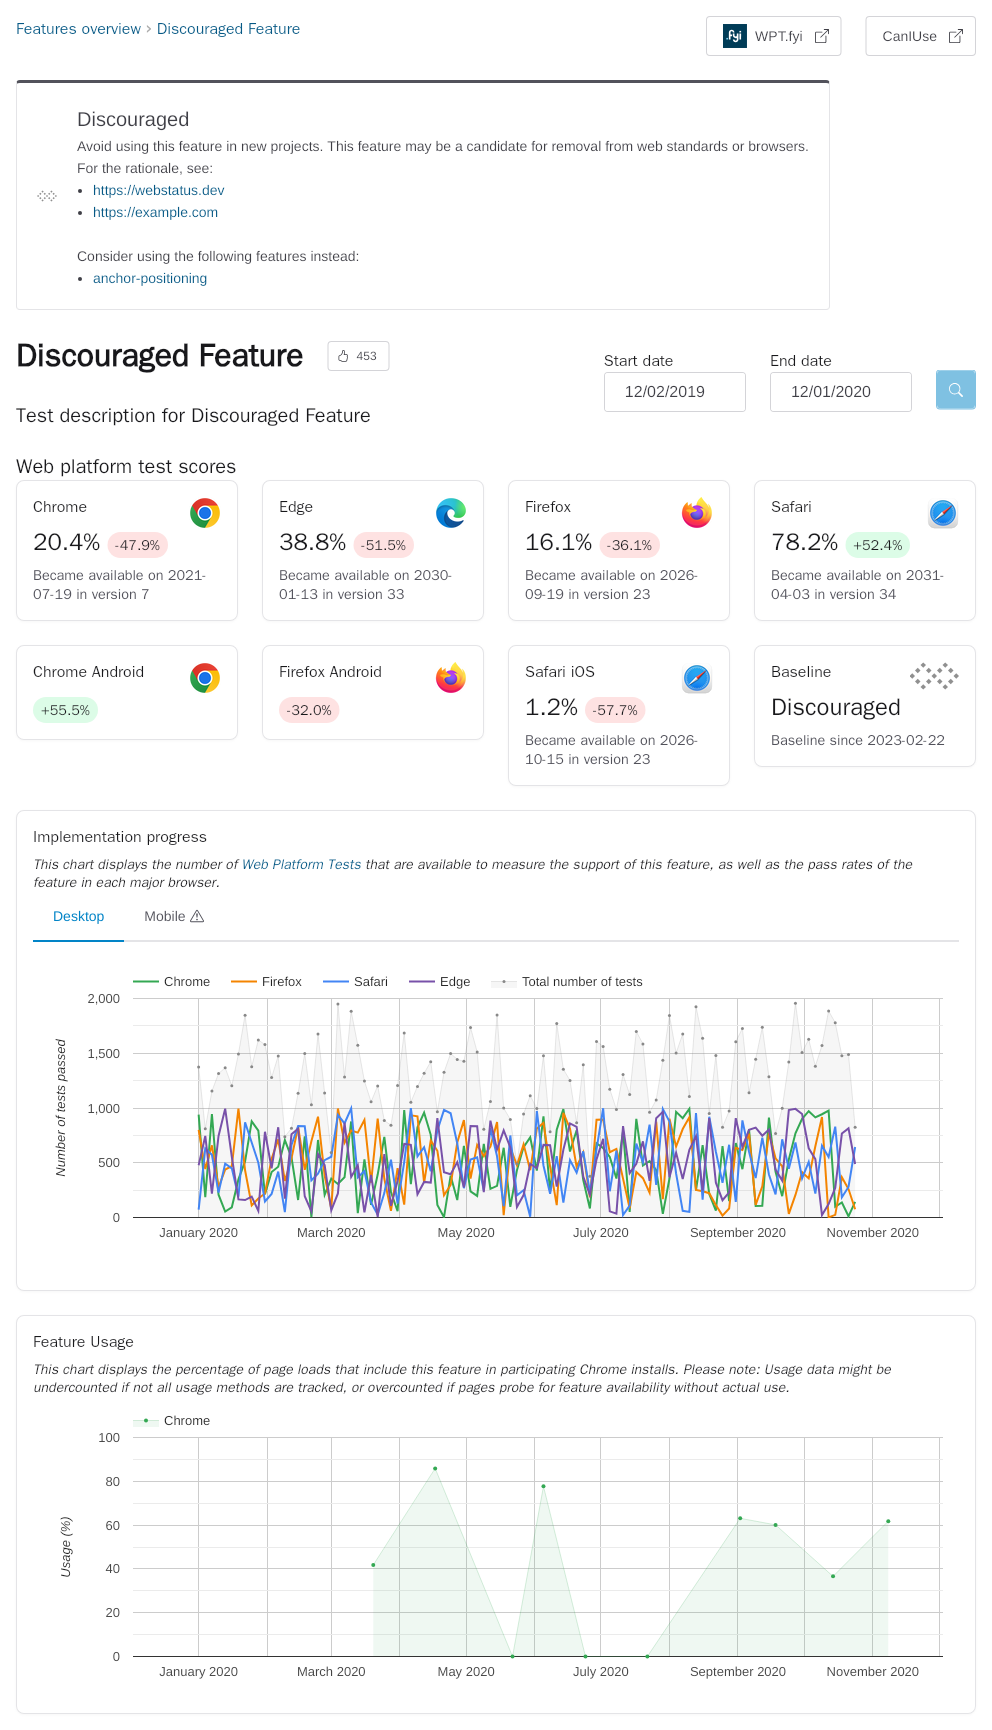 Features overview › Discouraged Feature
.fyi WPT.fyi
CanIUse
Discouraged
Avoid using this feature in new projects. This feature may be a candidate for removal from web standards or browsers.
For the rationale, see:
• https://webstatus.dev
• https://example.com
Consider using the following features instead:
• anchor-positioning
Discouraged Feature
453
Start date
End date
12/02/2019
12/01/2020
Test description for Discouraged Feature
Web platform test scores
Chrome
20.4% -47.9%
Became available on 2021-
07-19 in version 7
Edge
38.8% -51.5%
Became available on 2030-
01-13 in version 33
Firefox
16.1% -36.1%
Became available on 2026-
09-19 in version 23
Safari
78.2% +52.4%
Became available on 2031-
04-03 in version 34
Chrome Android
+55.5%
Firefox Android
-32.0%
Safari iOS
1.2% -57.7%
Became available on 2026-
10-15 in version 23
Baseline
Discouraged
Baseline since 2023-02-22
Implementation progress
This chart displays the number of Web Platform Tests that are available to measure the support of this feature, as well as the pass rates of the
feature in each major browser.
Desktop
Mobile
Chrome
Firefox
Safari
Edge
Total number of tests
Number of tests passed
2,000
1,500
1,000
500
0
January 2020
March 2020
May 2020
July 2020
September 2020
November 2020
Feature Usage
This chart displays the percentage of page loads that include this feature in participating Chrome installs. Please note: Usage data might be
undercounted if not all usage methods are tracked, or overcounted if pages probe for feature availability without actual use.
Chrome
Usage (%)
100
80
60
40
20
0
January 2020
March 2020
May 2020
July 2020
September 2020
November 2020